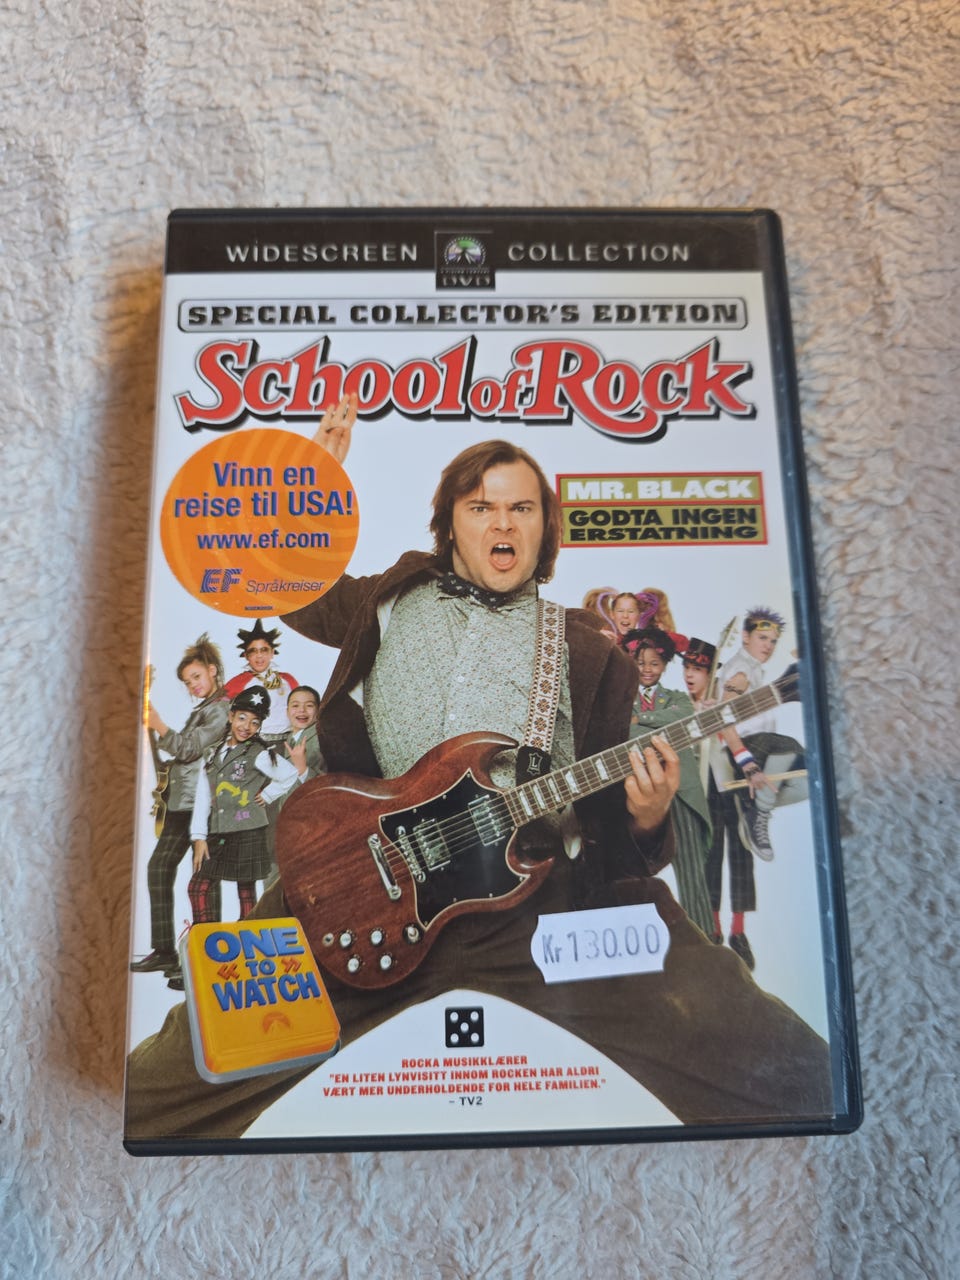 WIDESCREEN COLLECTION
DVD
SPECIAL COLLECTOR'S EDITION
School of Rock
Vinn en
reise til USA!
www.ef.com
EF Språkreiser
MR. BLACK
GODTA INGEN
ERSTATNING
L
ONE
« TO »
WATCH
Kr130.00
ROCKA MUSIKKLÆRER
"EN LITEN LYNVISITT INNOM ROCKEN HAR ALDRI
VÆRT MER UNDERHOLDENDE FOR HELE FAMILIEN."
– TV2